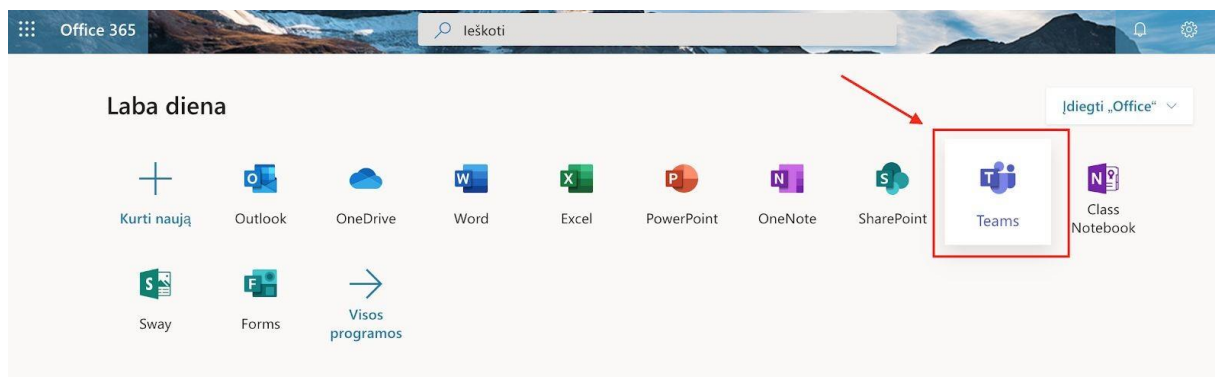 Office 365
Ieškoti
Laba diena
Įdiegti „Office“
Kurti naują
Outlook
OneDrive
Word
Excel
PowerPoint
OneNote
SharePoint
Teams
Class
Notebook
Sway
Forms
Visos
programos